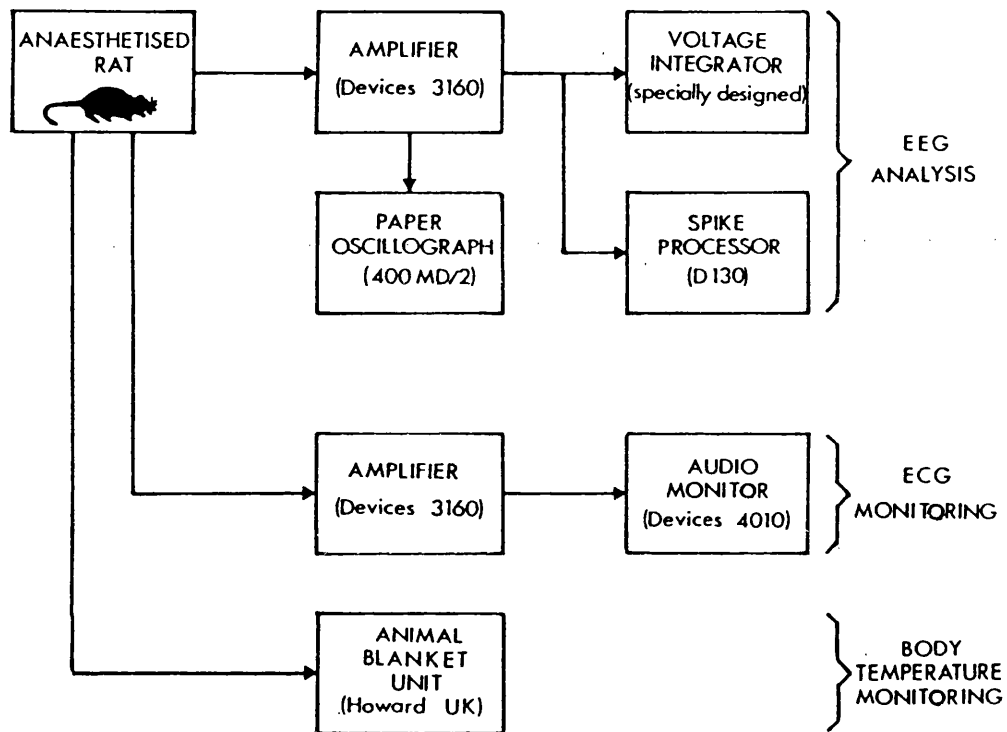 ANAESTHETISED
RAT
AMPLIFIER
(Devices 3160)
VOLTAGE
INTEGRATOR
(specially designed)
PAPER
OSCILLOGRAPH
(400 MD/2)
SPIKE
PROCESSOR
(D130)
EEG
ANALYSIS
AMPLIFIER
(Devices 3160)
AUDIO
MONITOR
(Devices 4010)
ECG
MONITORING
ANIMAL
BLANKET
UNIT
(Howard UK)
BODY
TEMPERATURE
MONITORING